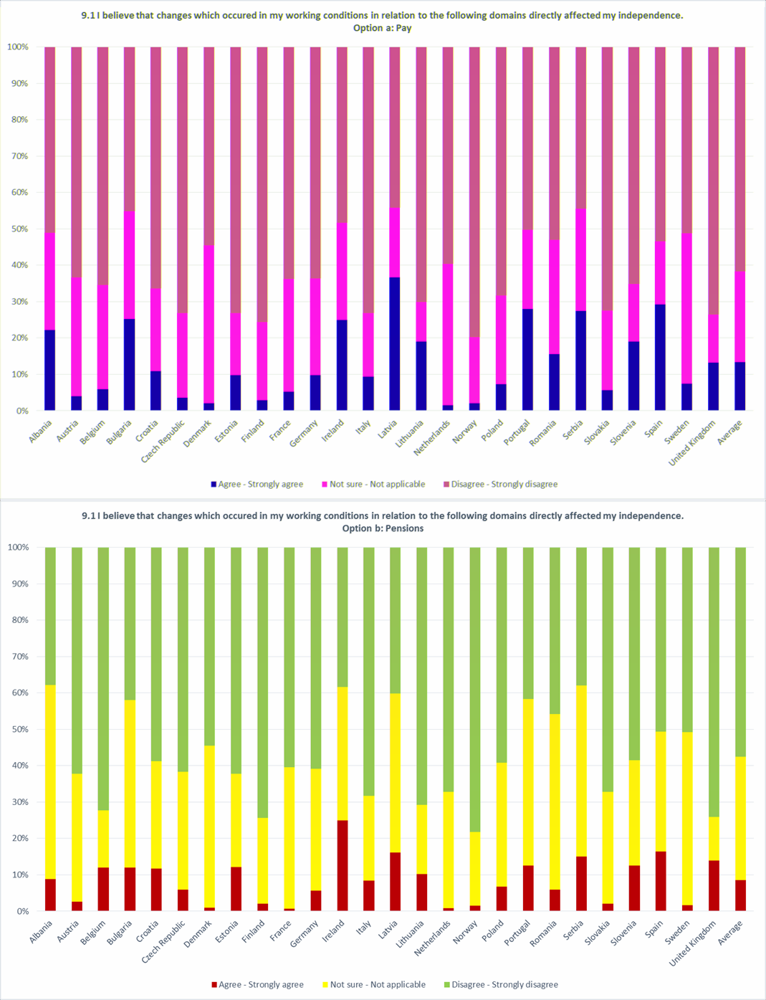 9.1 I believe that changes which occured in my working conditions in relation to the following domains directly affected my independence.
Option a: Pay
100%
90%
80%
70%
60%
50%
40%
30%
20%
10%
0%
Albania
Austria
Belgium
Bulgaria
Croatia
Czech Republic
Denmark
Estonia
Finland
France
Germany
Ireland
Italy
Latvia
Lithuania
Netherlands
Norway
Poland
Portugal
Romania
Serbia
Slovakia
Slovenia
Spain
Sweden
United Kingdom
Average
Agree - Strongly agree Not sure - Not applicable Disagree - Strongly disagree
9.1 I believe that changes which occured in my working conditions in relation to the following domains directly affected my independence.
Option b: Pensions
100%
90%
80%
70%
60%
50%
40%
30%
20%
10%
0%
Albania
Austria
Belgium
Bulgaria
Croatia
Czech Republic
Denmark
Estonia
Finland
France
Germany
Ireland
Italy
Latvia
Lithuania
Netherlands
Norway
Poland
Portugal
Romania
Serbia
Slovakia
Slovenia
Spain
Sweden
United Kingdom
Average
Agree - Strongly agree Not sure - Not applicable Disagree - Strongly disagree